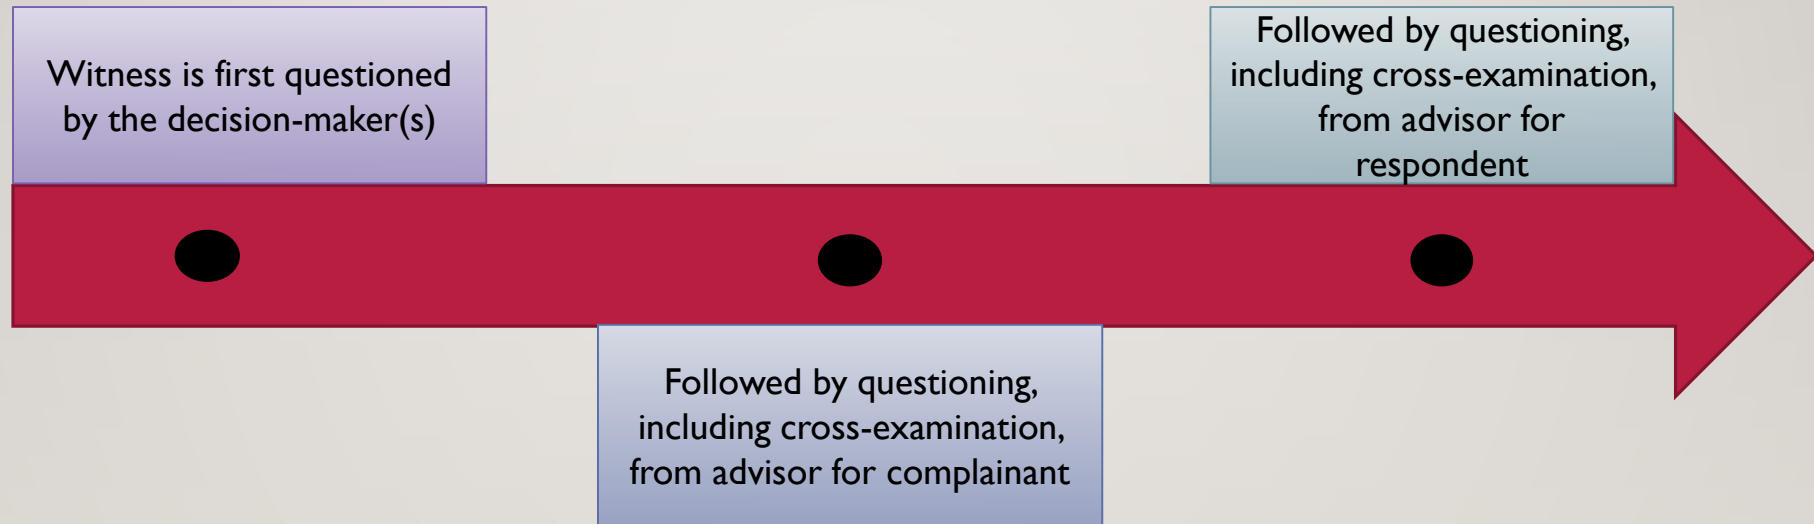 Witness is first questioned
by the decision-maker(s)
Followed by questioning,
including cross-examination,
from advisor for complainant
Followed by questioning,
including cross-examination,
from advisor for
respondent